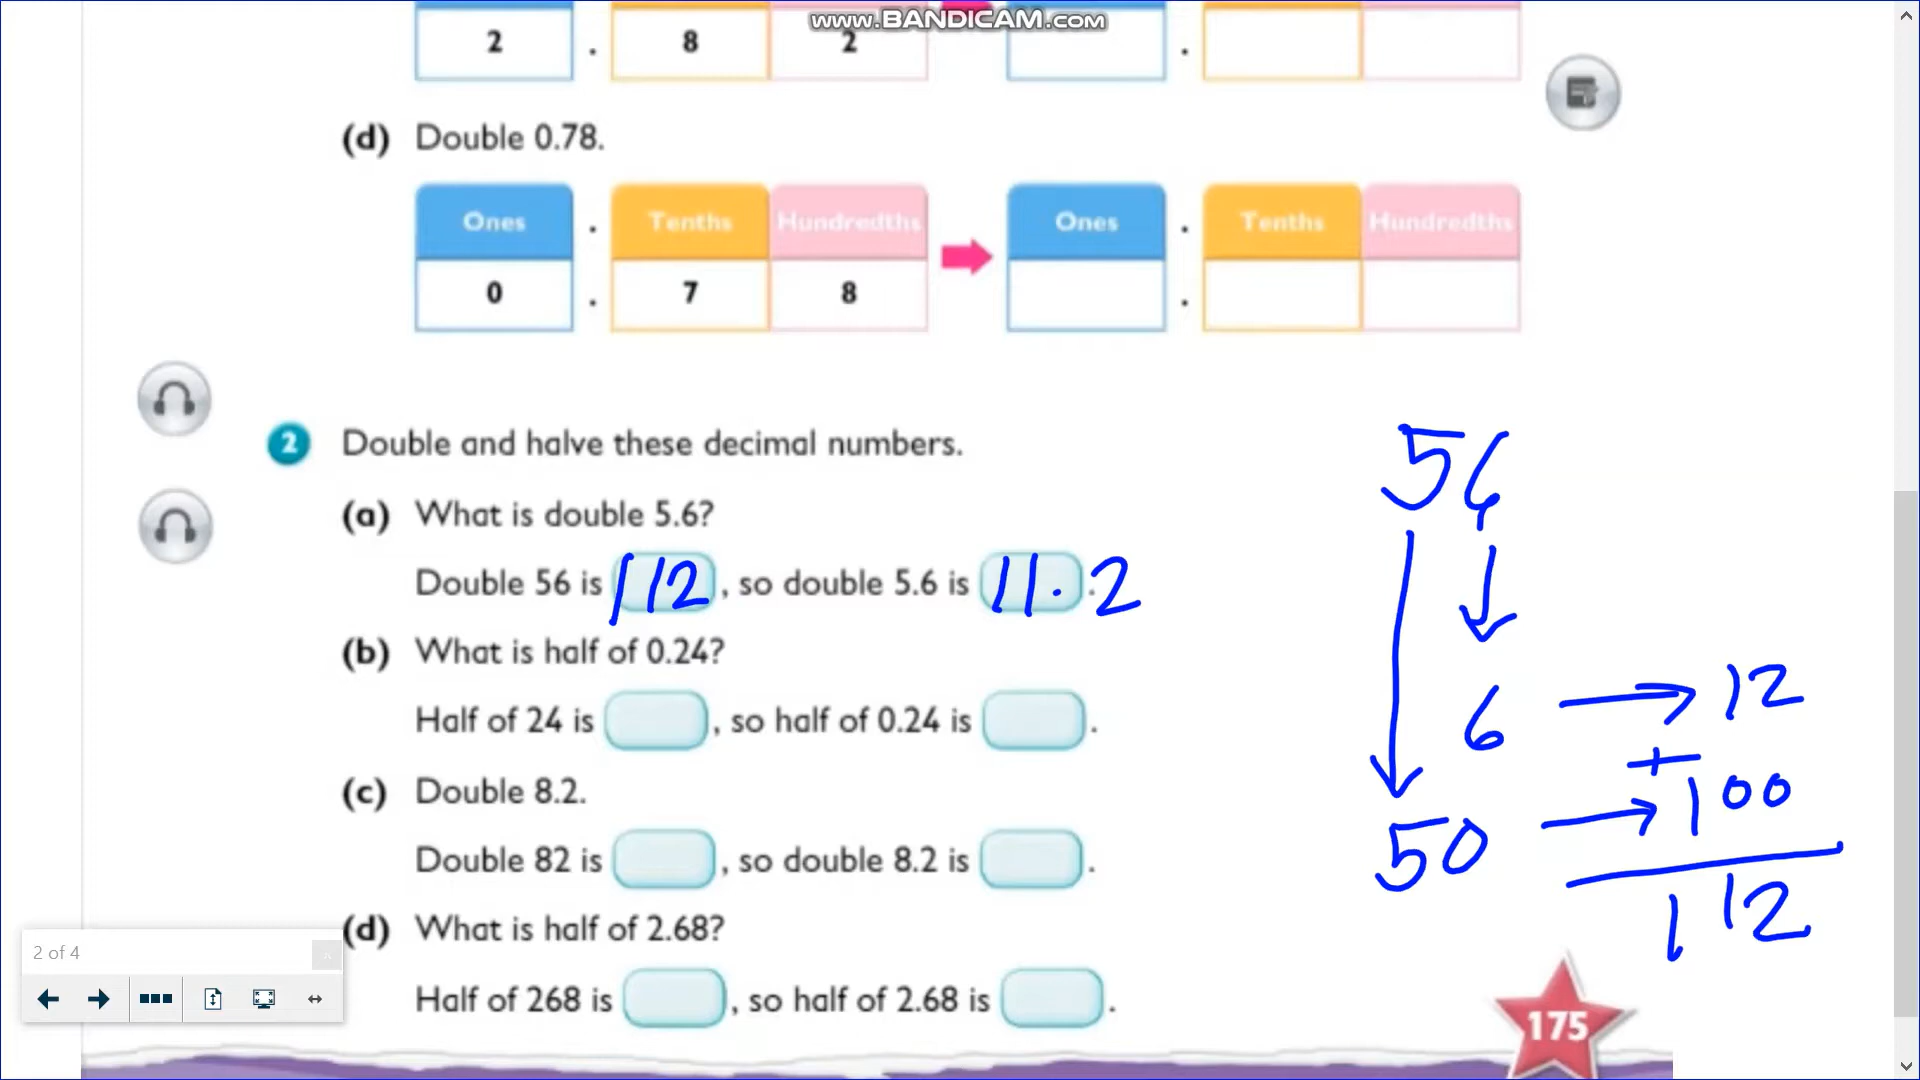 www.BANDICAM.com
2 . 8 2 .
(d) Double 0.78.
Ones . Tenths Hundredths Ones . Tenths Hundredths
0 . 7 8 .
2 Double and halve these decimal numbers.
(a) What is double 5.6?
Double 56 is 112, so double 5.6 is 11.2.
(b) What is half of 0.24?
Half of 24 is , so half of 0.24 is .
(c) Double 8.2.
Double 82 is , so double 8.2 is .
(d) What is half of 2.68?
Half of 268 is , so half of 2.68 is .
56
6 → 12
+
50 → 100
112
175
2 of 4